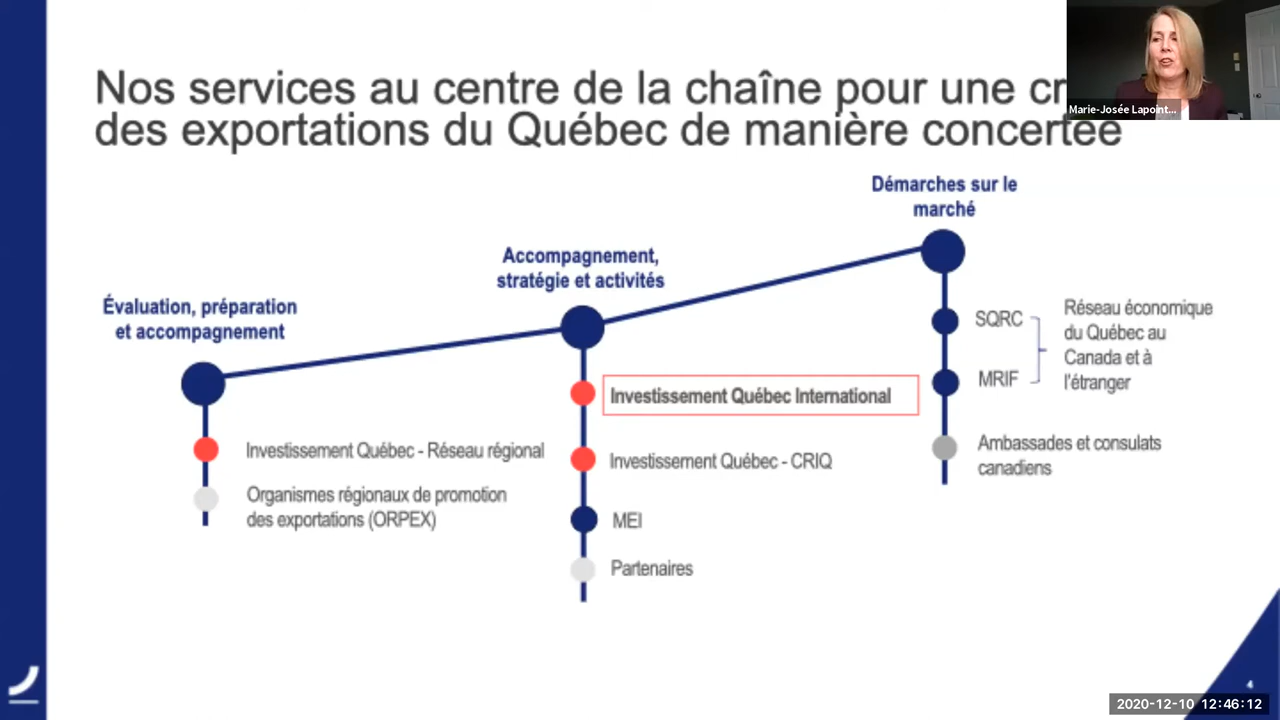 Nos services au centre de la chaîne pour une
des exportations du Québec de manière concertée
Marie-Josée Lapoint...
Démarches sur le
marché
Accompagnement,
stratégie et activités
Évaluation, préparation
et accompagnement
SQRC
MRIF
Réseau économique
du Québec au
Canada et à
l'étranger
Ambassades et consulats
canadiens
Investissement Québec International
Investissement Québec - CRIQ
MEI
Partenaires
Investissement Québec - Réseau régional
Organismes régionaux de promotion
des exportations (ORPEX)
4
2020-12-10 12:46:12